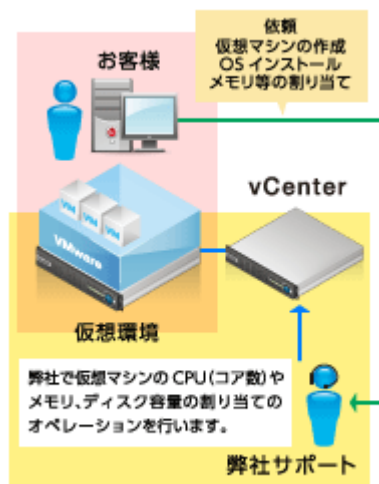 依頼
仮想マシンの作成
OS インストール
メモリ等の割り当て
お客様
vCenter
VM VM VM
VMware
仮想環境
弊社で仮想マシンの CPU（コア数）や
メモリ、ディスク容量の割り当ての
オペレーションを行います。
弊社サポート